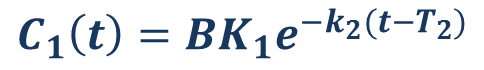 C₁(t) = BK₁e^{-k₂(t-T₂)}